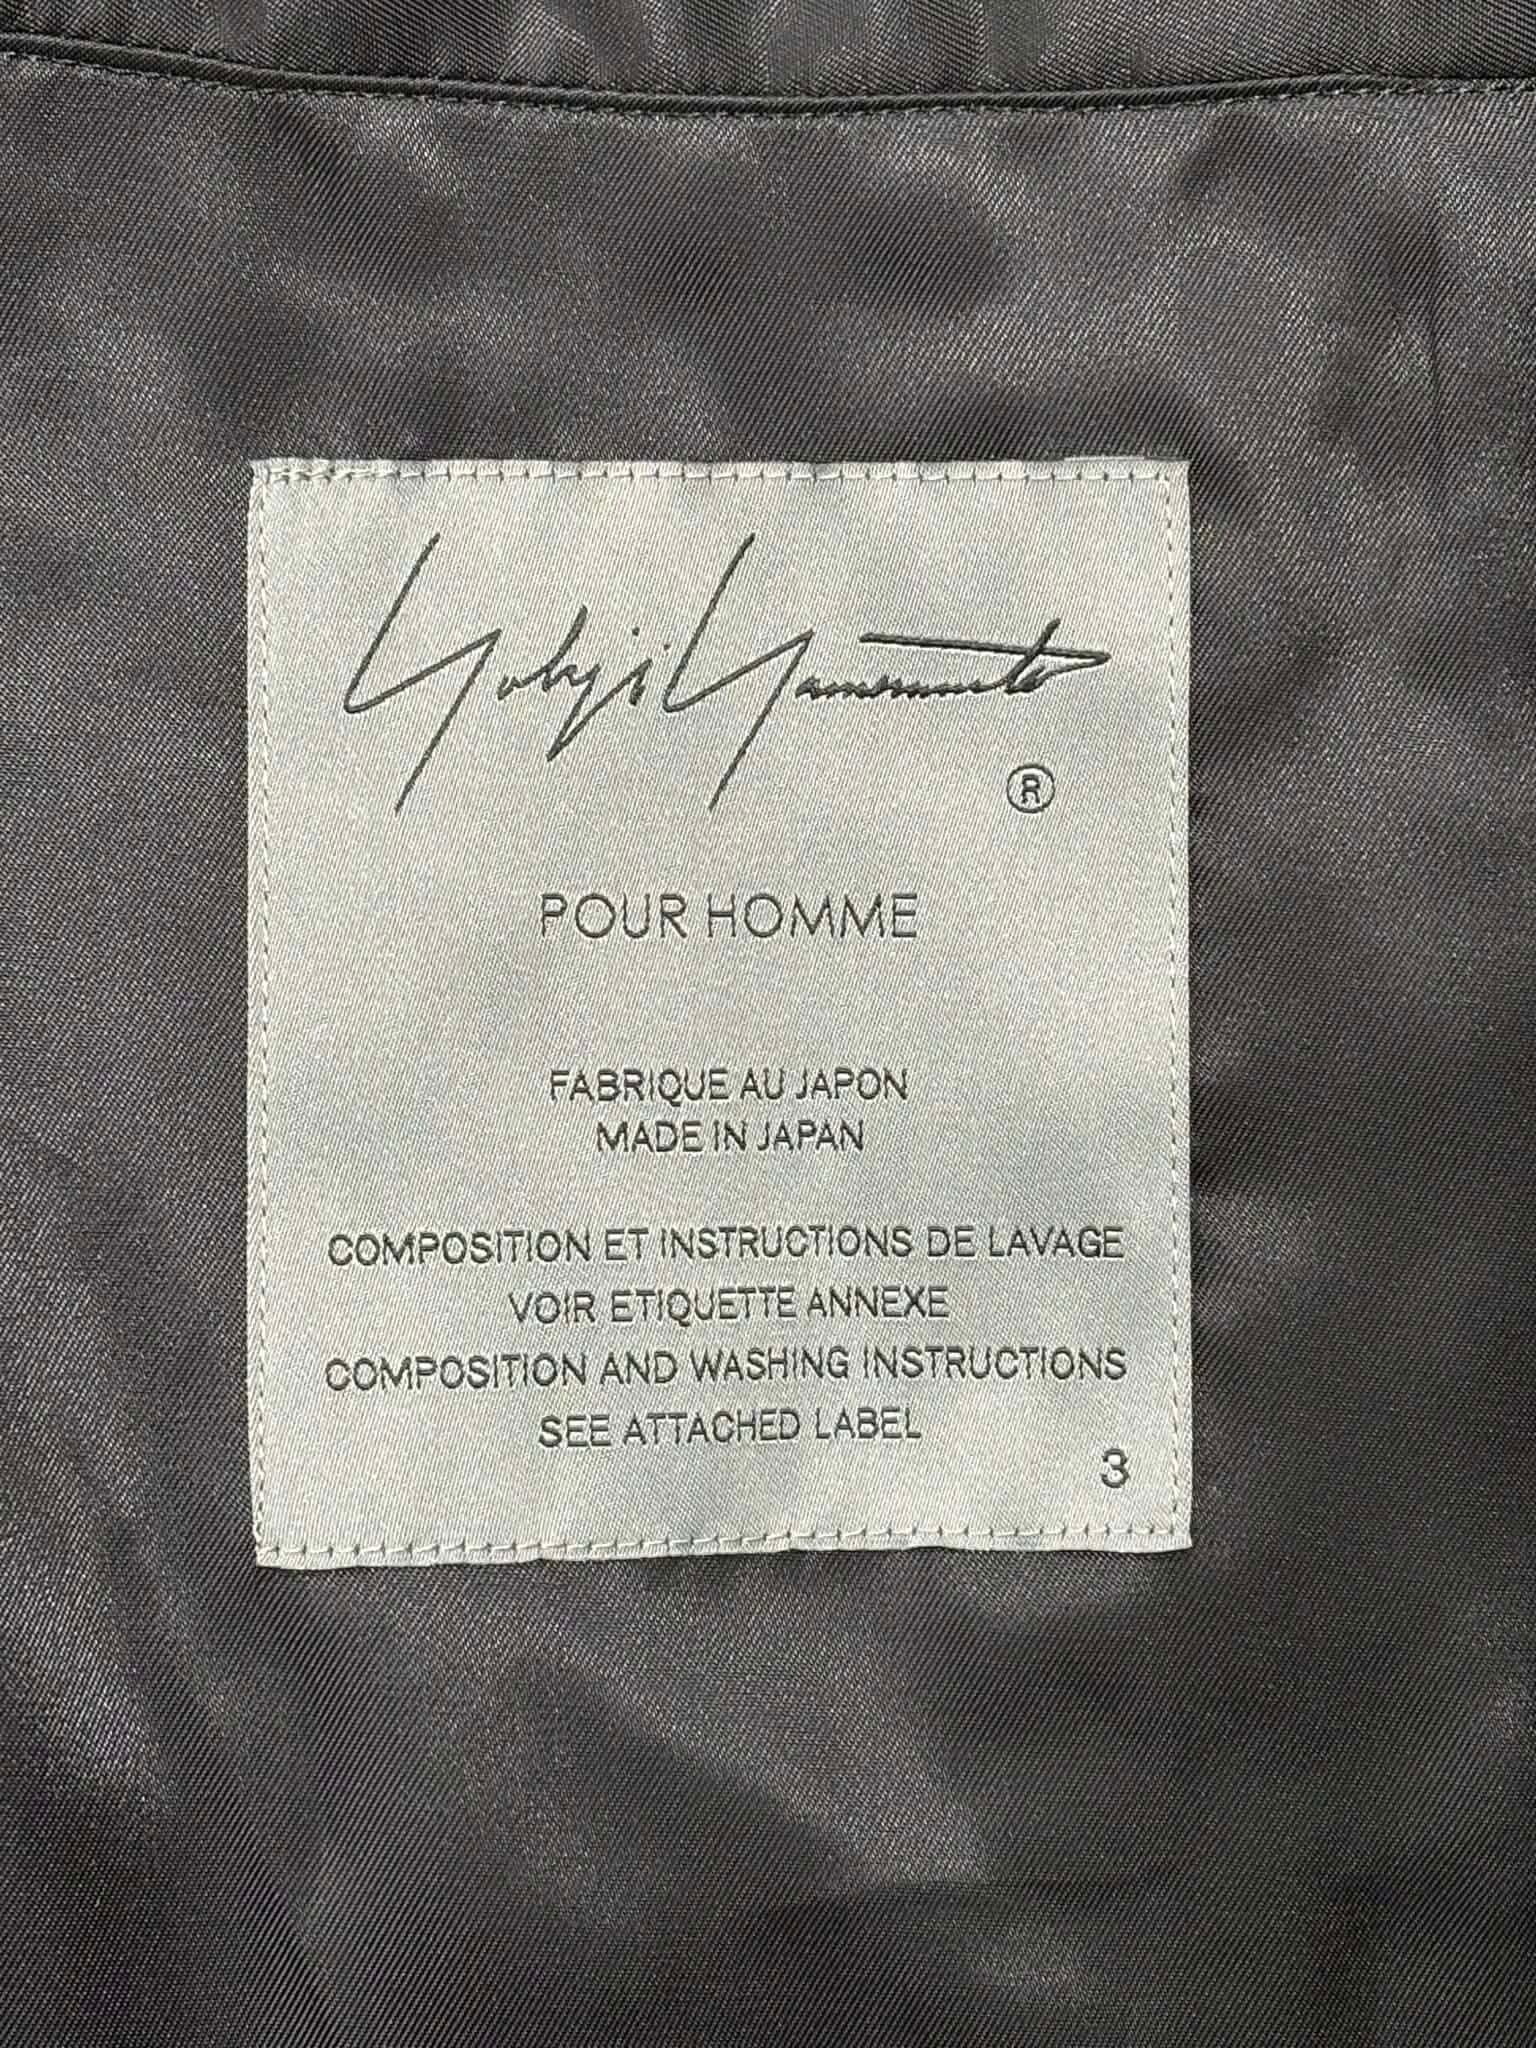 Yohji Yamamoto
®
POUR HOMME
FABRIQUE AU JAPON
MADE IN JAPAN
COMPOSITION ET INSTRUCTIONS DE LAVAGE
VOIR ETIQUETTE ANNEXE
COMPOSITION AND WASHING INSTRUCTIONS
SEE ATTACHED LABEL
3